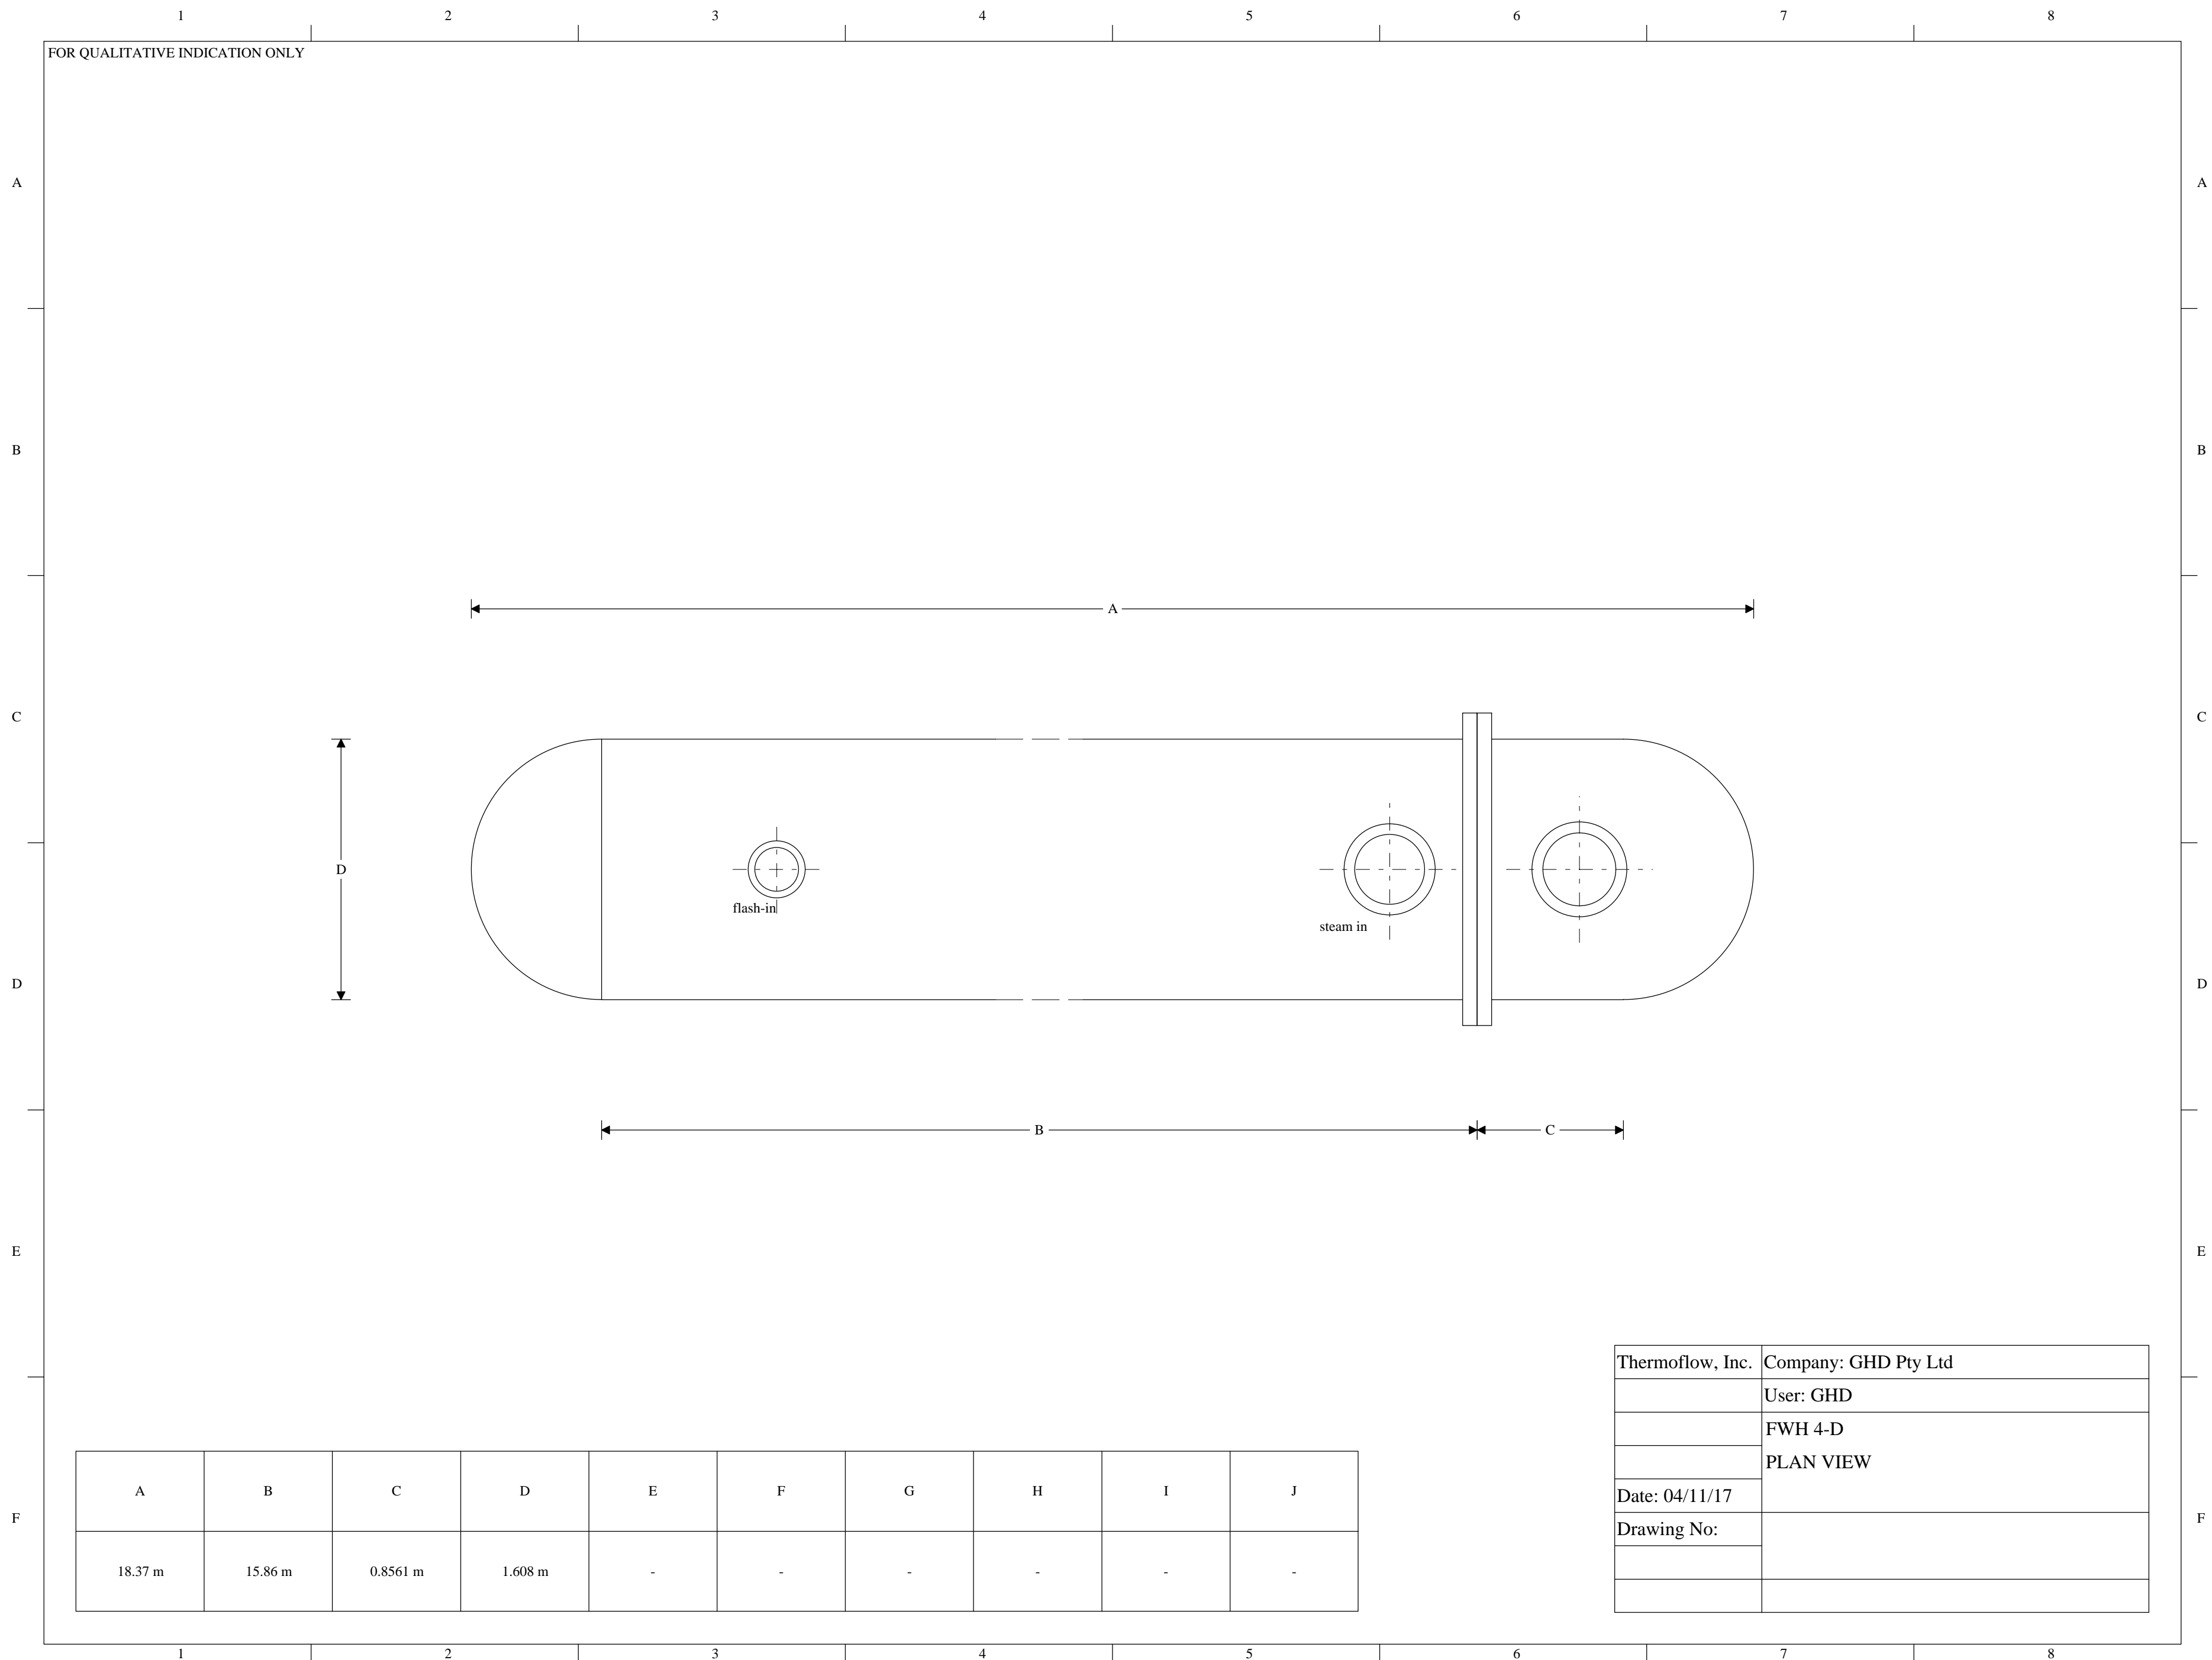 1 2 3 4 5 6 7 8
FOR QUALITATIVE INDICATION ONLY
A A
B B
A
C C
D
flash-in
steam in
D D
B C
E E
Thermoflow, Inc. Company: GHD Pty Ltd
User: GHD
FWH 4-D
PLAN VIEW
Date: 04/11/17
Drawing No:
A B C D E F G H I J
18.37 m 15.86 m 0.8561 m 1.608 m - - - - - -
F F
1 2 3 4 5 6 7 8